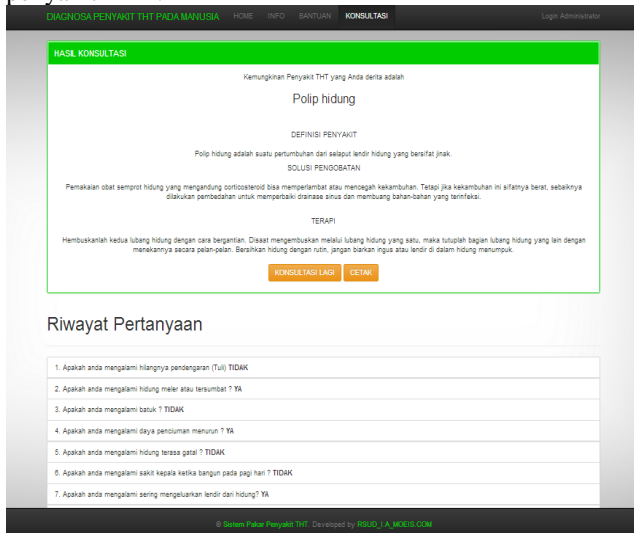 DIAGNOSA PENYAKIT THT PADA MANUSIA HOME INFO BANTUAN KONSULTASI Login Administrator
HASIL KONSULTASI
Kemungkinan Penyakit THT yang Anda derita adalah
Polip hidung
DEFINISI PENYAKIT
Polip hidung adalah suatu pertumbuhan dari selaput lendir hidung yang bersifat jinak.
SOLUSI PENGOBATAN
Pemakaian obat semprot hidung yang mengandung corticosteroid bisa memperlambat atau mencegah kekambuhan. Tetapi jika kekambuhan ini sifatnya berat, sebaiknya
dilakukan pembedahan untuk memperbaiki drainase sinus dan membuang bahan-bahan yang terinfeksi.
TERAPI
Hembuskanlah kedua lubang hidung dengan cara bergantian. Disaat mengembuskan melalui lubang hidung yang satu, maka tutuplah bagian lubang hidung yang lain dengan
menekannya secara pelan-pelan. Bersihkan hidung dengan rutin, jangan biarkan ingus atau lendir di dalam hidung menumpuk.
KONSULTASI LAGI CETAK
Riwayat Pertanyaan
1. Apakah anda mengalami hilangnya pendengaran (Tuli) TIDAK
2. Apakah anda mengalami hidung meler atau tersumbat ? YA
3. Apakah anda mengalami batuk ? TIDAK
4. Apakah anda mengalami daya penciuman menurun ? YA
5. Apakah anda mengalami hidung terasa gatal ? TIDAK
6. Apakah anda mengalami sakit kepala ketika bangun pada pagi hari ? TIDAK
7. Apakah anda mengalami sering mengeluarkan lendir dari hidung? YA
© Sistem Pakar Penyakit THT. Developed by RSUD_I.A_MOEIS.COM